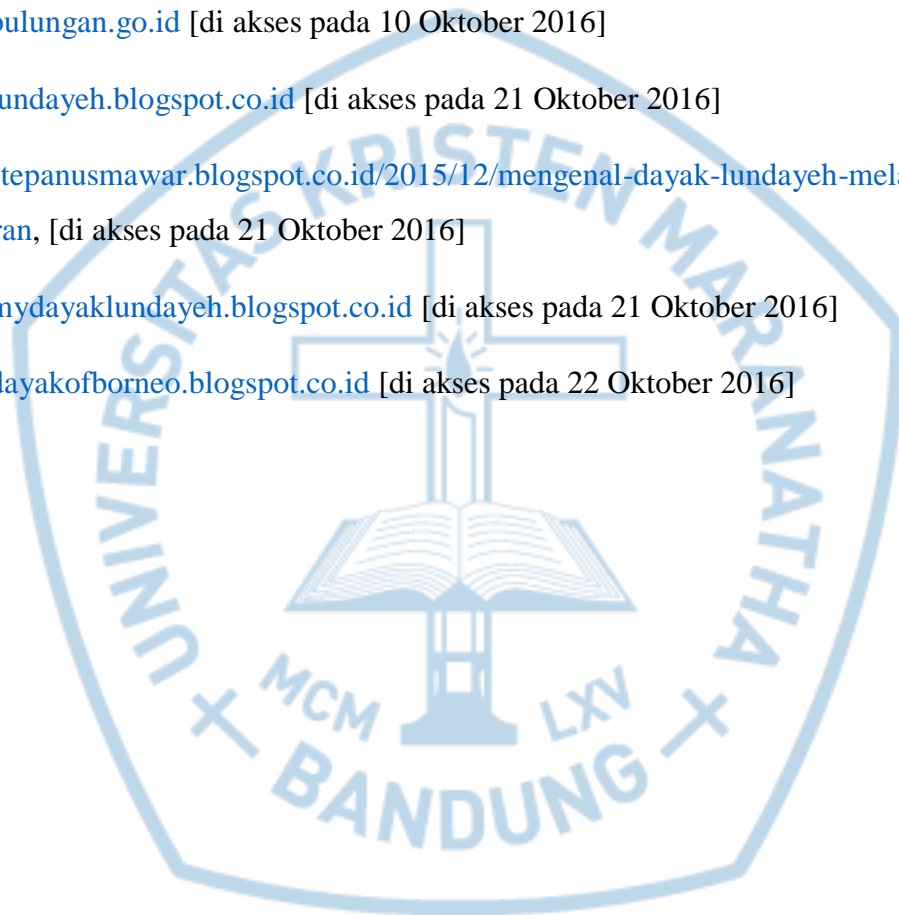 bulungan.go.id [di akses pada 10 Oktober 2016]
undayeh.blogspot.co.id [di akses pada 21 Oktober 2016]
tepanusmawar.blogspot.co.id/2015/12/mengenal-dayak-lundayeh-mela
ran, [di akses pada 21 Oktober 2016]
mydayaklundayeh.blogspot.co.id [di akses pada 21 Oktober 2016]
dayakofborneo.blogspot.co.id [di akses pada 22 Oktober 2016]
UNIVERSITAS KRISTEN MARANATHA
MCM LXV
BANDUNG